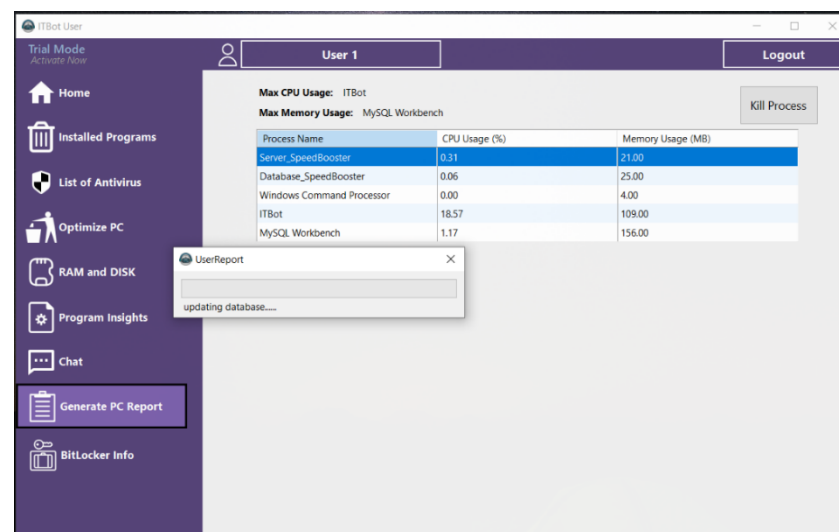 ITBot User
Trial Mode
Activate Now
User 1
Logout
Home
Installed Programs
List of Antivirus
Optimize PC
RAM and DISK
Program Insights
Chat
Generate PC Report
BitLocker Info
Max CPU Usage: ITBot
Max Memory Usage: MySQL Workbench
Kill Process
Process Name CPU Usage (%) Memory Usage (MB)
Server_SpeedBooster 0.31 21.00
Database_SpeedBooster 0.06 25.00
Windows Command Processor 0.00 4.00
ITBot 18.57 109.00
MySQL Workbench 1.17 156.00
UserReport
updating database.....